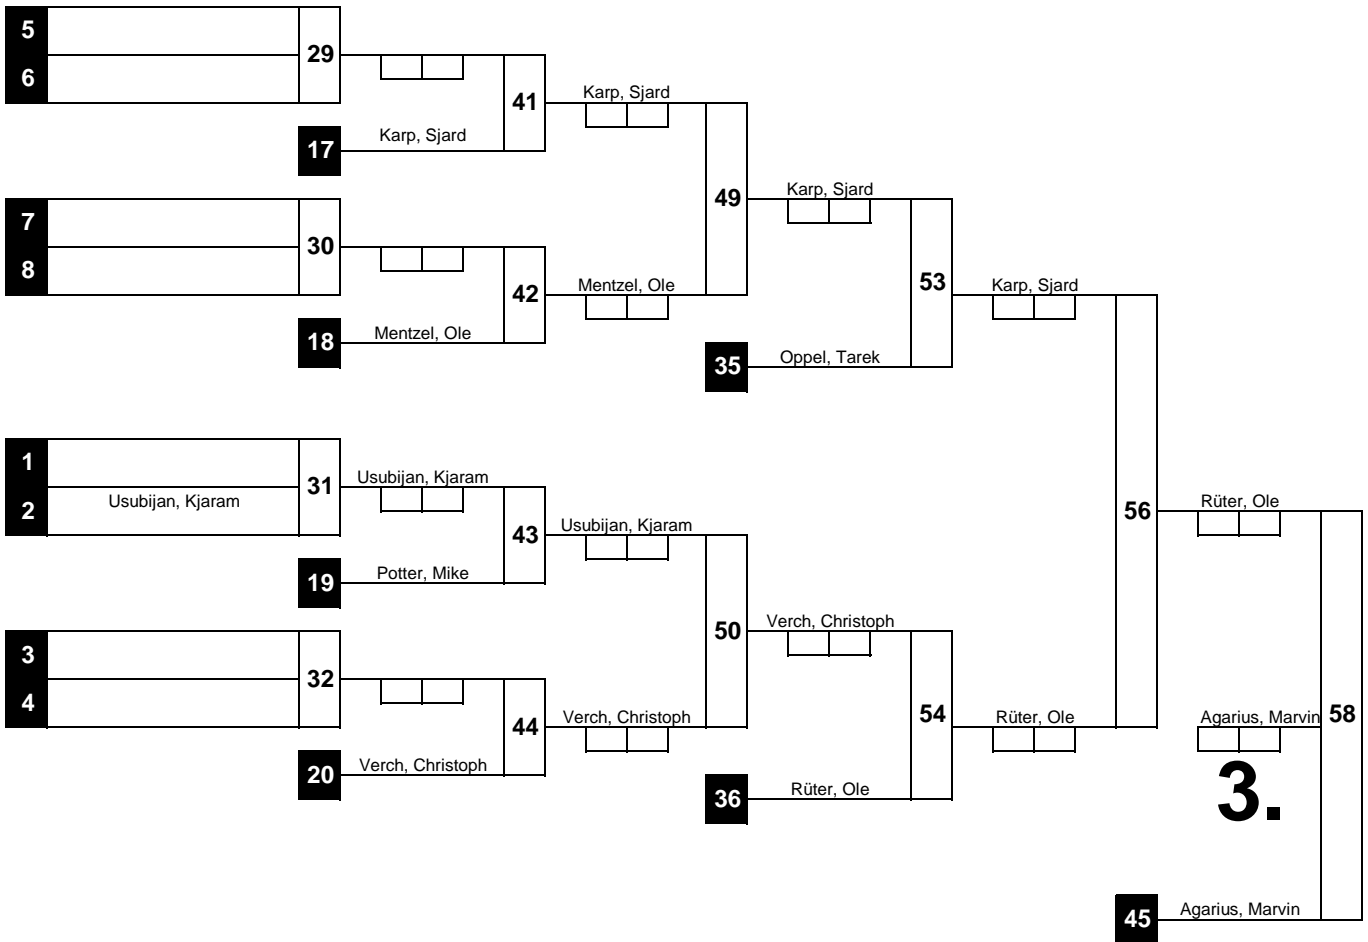 5
29
6
41
Karp, Sjard
17
Karp, Sjard
49
Karp, Sjard
7
30
8
42
Mentzel, Ole
53
Karp, Sjard
18
Mentzel, Ole
35
Oppel, Tarek
1
31
Usubijan, Kjaram
2
Usubijan, Kjaram
43
Usubijan, Kjaram
56
Rüter, Ole
19
Potter, Mike
50
Verch, Christoph
3
32
4
44
Verch, Christoph
54
Rüter, Ole
Agarius, Marvin
58
20
Verch, Christoph
36
Rüter, Ole
3.
45
Agarius, Marvin